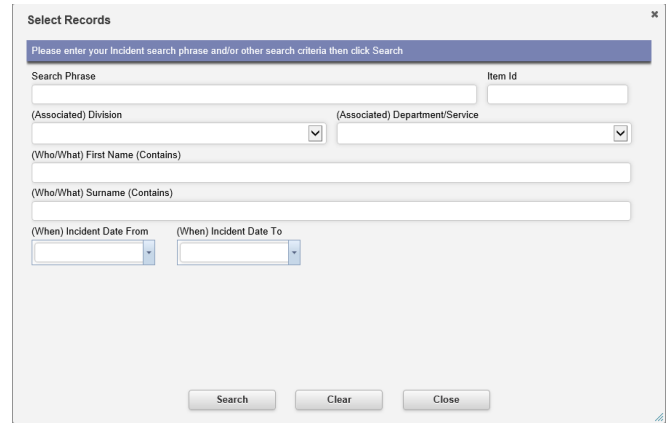 Select Records
Please enter your Incident search phrase and/or other search criteria then click Search
Search Phrase
Item Id
(Associated) Division
(Associated) Department/Service
(Who/What) First Name (Contains)
(Who/What) Surname (Contains)
(When) Incident Date From
(When) Incident Date To
Search
Clear
Close